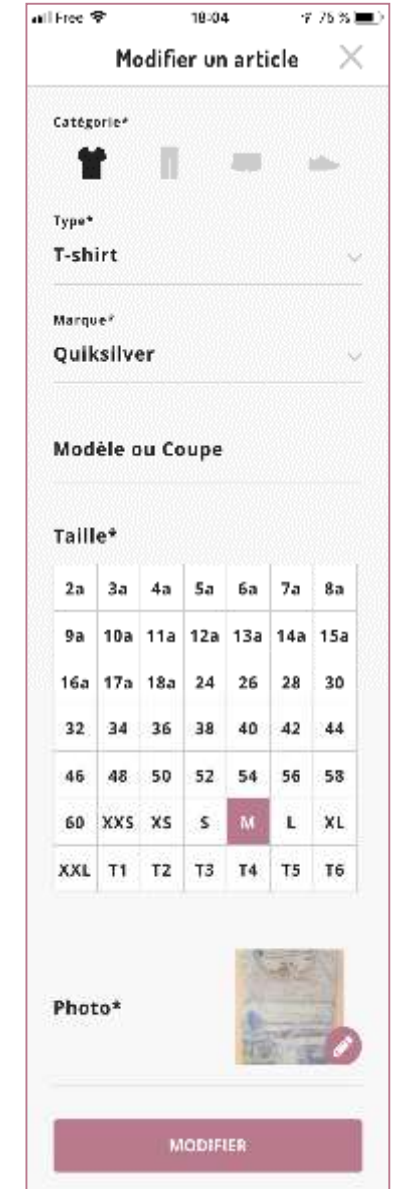 Free 18:04 75 %
Modifier un article
Catégorie*
Type*
T-shirt
Marque*
Quiksilver
Modèle ou Coupe
Taille*
2a 3a 4a 5a 6a 7a 8a
9a 10a 11a 12a 13a 14a 15a
16a 17a 18a 24 26 28 30
32 34 36 38 40 42 44
46 48 50 52 54 56 58
60 XXS XS S M L XL
XXL T1 T2 T3 T4 T5 T6
Photo*
MODIFIER